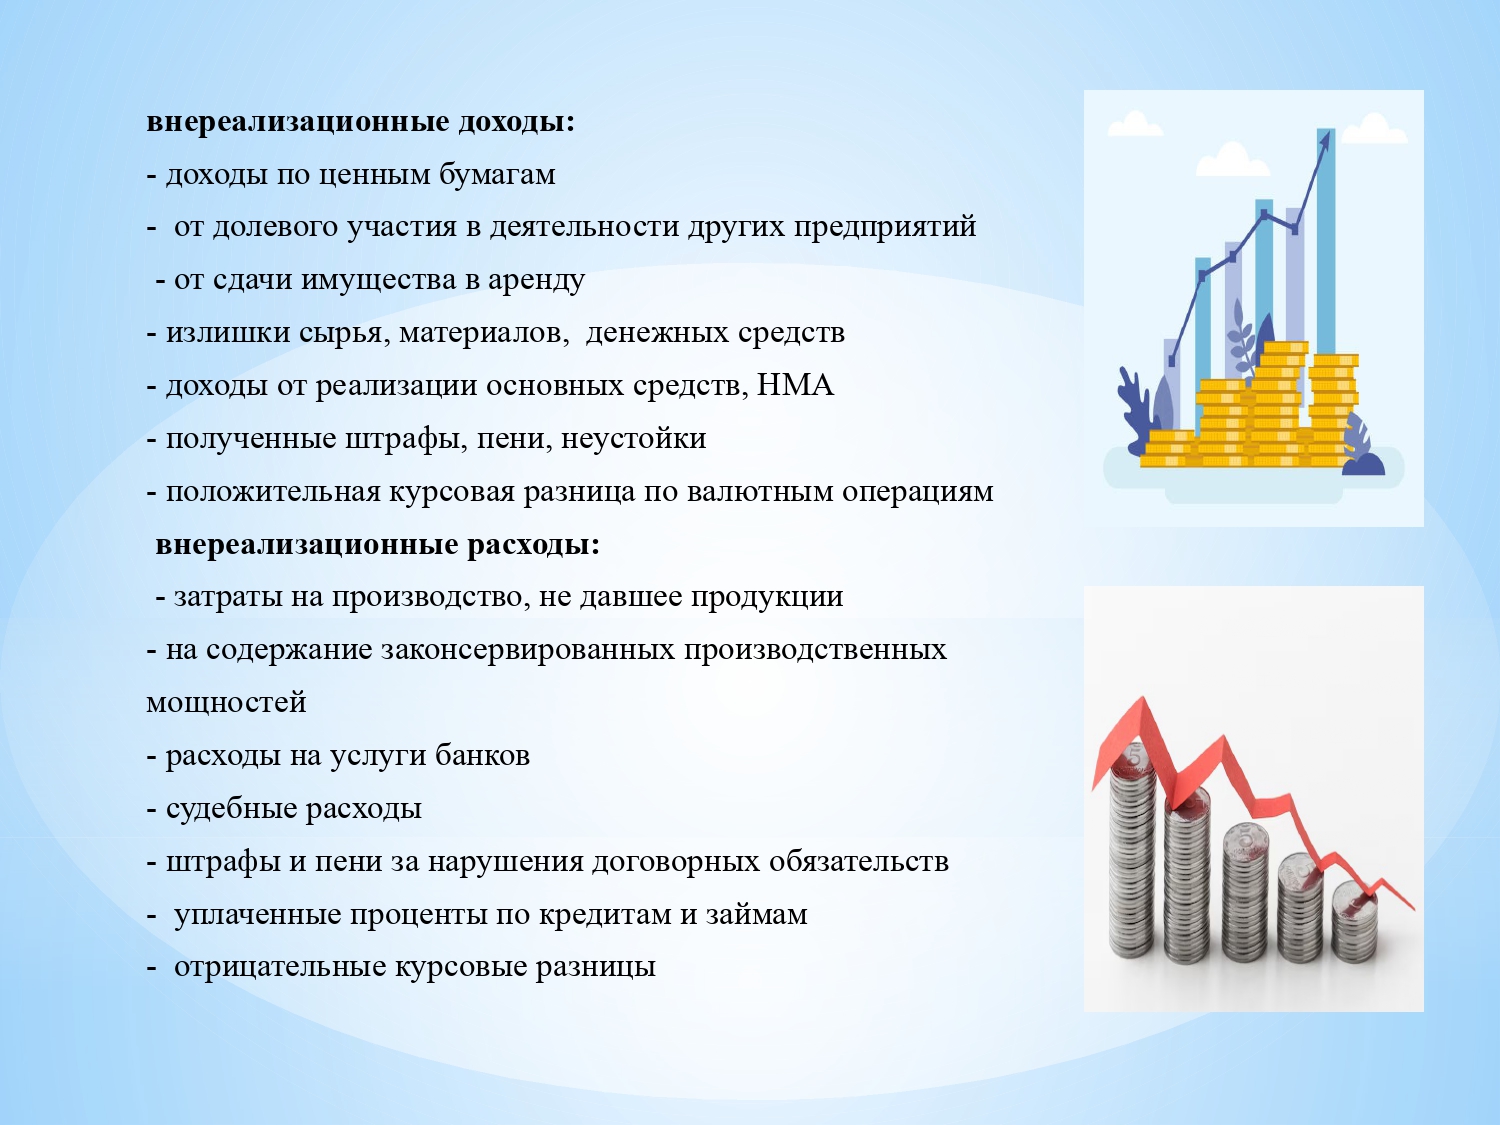 внереализационные доходы:
- доходы по ценным бумагам
- от долевого участия в деятельности других предприятий
- от сдачи имущества в аренду
- излишки сырья, материалов, денежных средств
- доходы от реализации основных средств, НМА
- полученные штрафы, пени, неустойки
- положительная курсовая разница по валютным операциям
внереализационные расходы:
- затраты на производство, не давшее продукции
- на содержание законсервированных производственных
мощностей
- расходы на услуги банков
- судебные расходы
- штрафы и пени за нарушения договорных обязательств
- уплаченные проценты по кредитам и займам
- отрицательные курсовые разницы